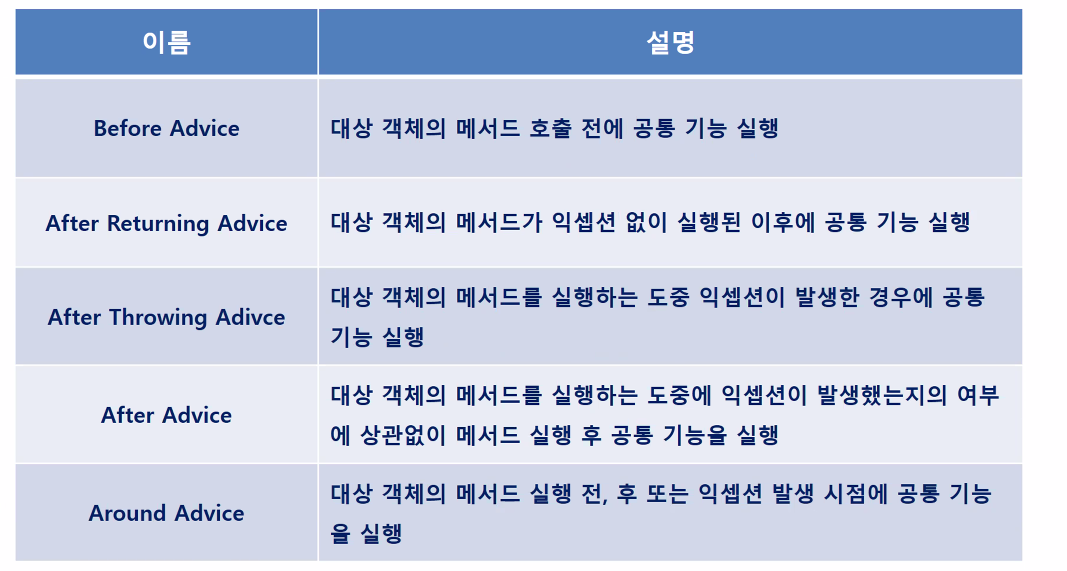 이름
설명
Before Advice
대상 객체의 메서드 호출 전에 공통 기능 실행
After Returning Advice
대상 객체의 메서드가 익셉션 없이 실행된 이후에 공통 기능 실행
After Throwing Adivce
대상 객체의 메서드를 실행하는 도중 익셉션이 발생한 경우에 공통
기능 실행
After Advice
대상 객체의 메서드를 실행하는 도중에 익셉션이 발생했는지의 여부
에 상관없이 메서드 실행 후 공통 기능을 실행
Around Advice
대상 객체의 메서드 실행 전, 후 또는 익셉션 발생 시점에 공통 기능
을 실행